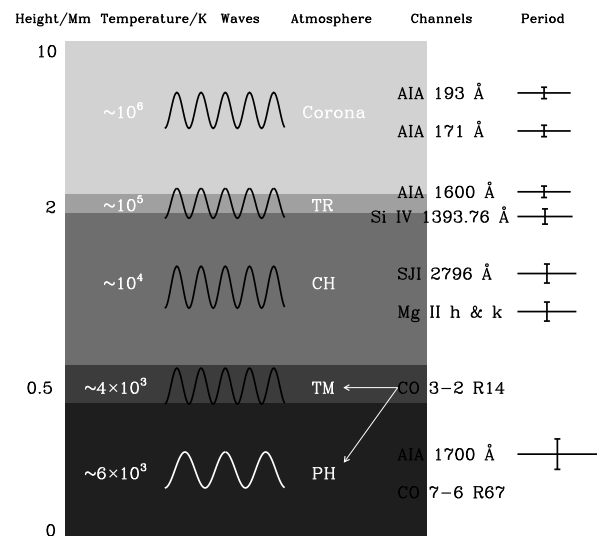 Height/Mm Temperature/K Waves Atmosphere Channels Period
10
AIA 193 Å
~10⁶ Corona
AIA 171 Å
AIA 1600 Å
2 ~10⁵ TR
Si IV 1393.76 Å
SJI 2796 Å
~10⁴ CH
Mg II h & k
0.5 ~4×10³ TM CO 3−2 R14
AIA 1700 Å
~6×10³ PH
CO 7−6 R67
0